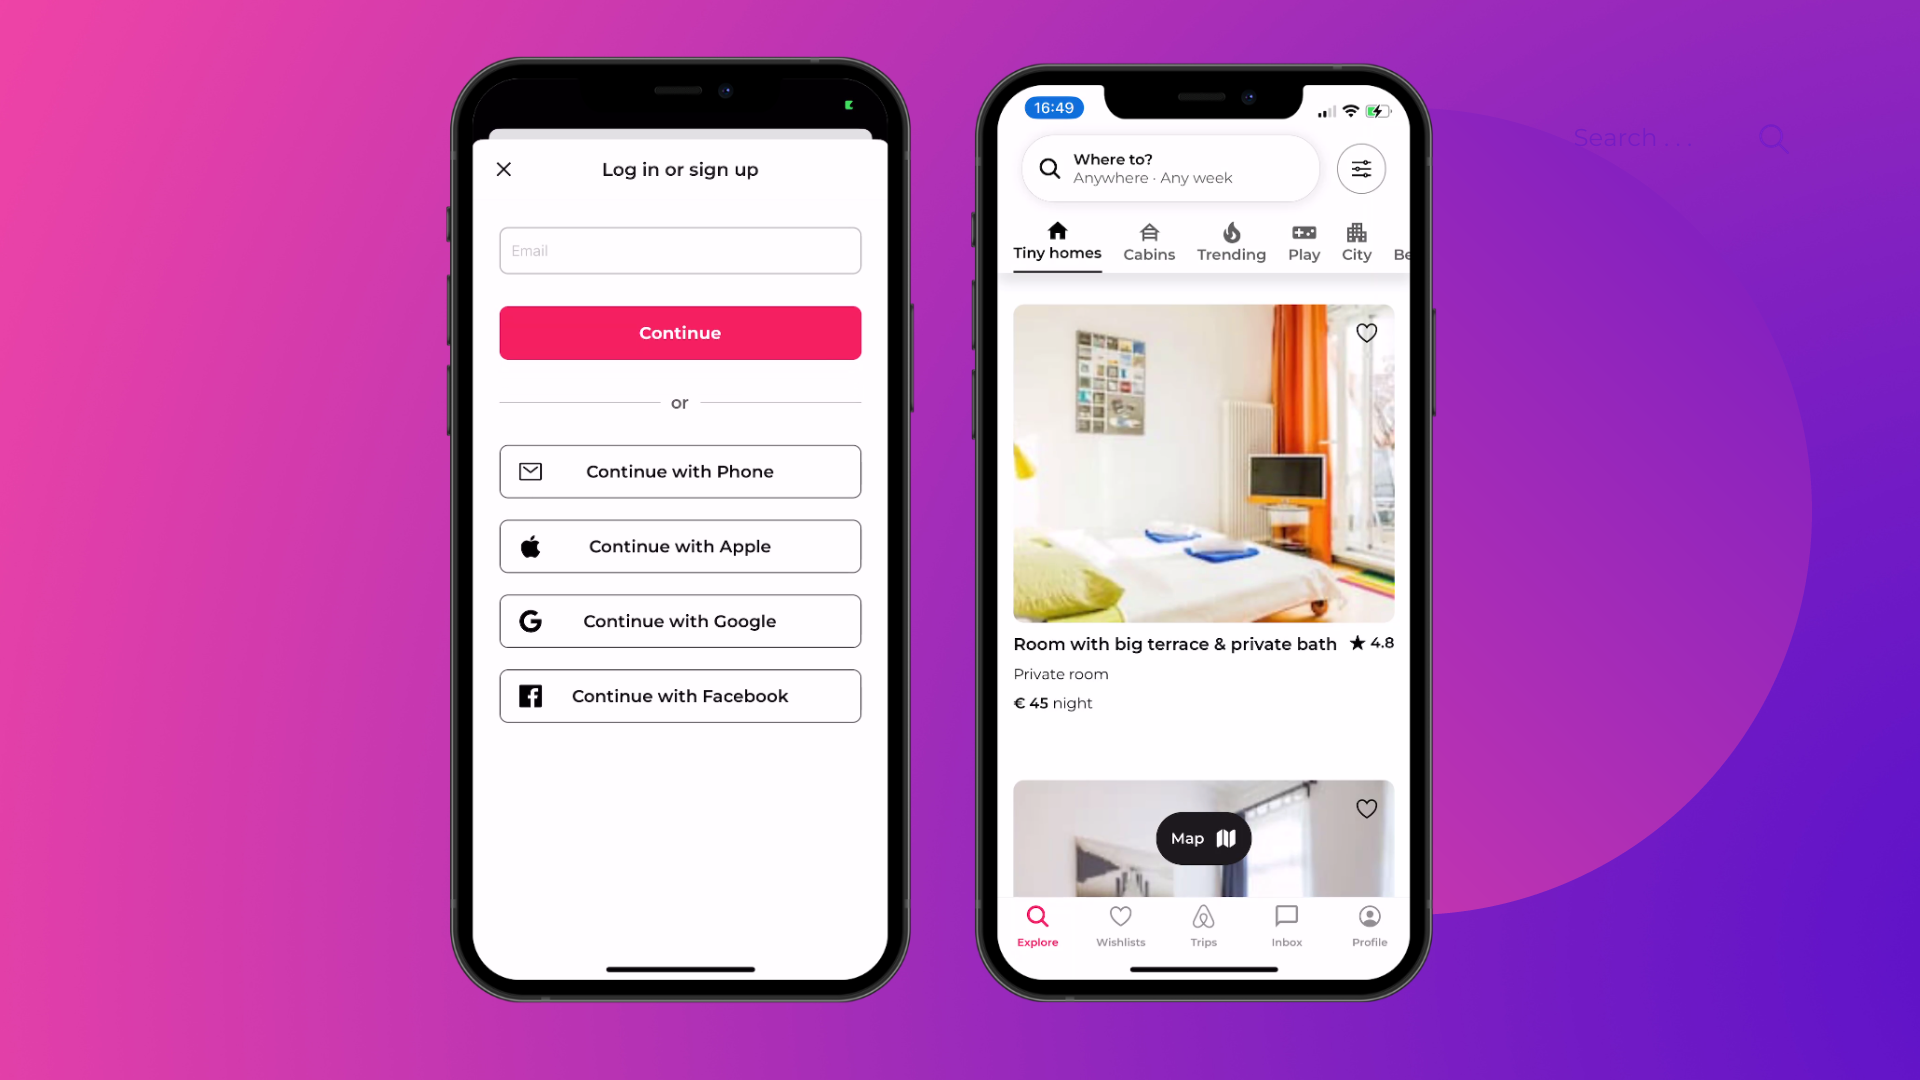 Log in or sign up
Email
Continue
or
Continue with Phone
Continue with Apple
Continue with Google
Continue with Facebook
16:49
Where to?
Anywhere · Any week
Tiny homes
Cabins
Trending
Play
City
Be
Room with big terrace & private bath ★ 4.8
Private room
€ 45 night
Map
Explore
Wishlists
Trips
Inbox
Profile
Search . . .